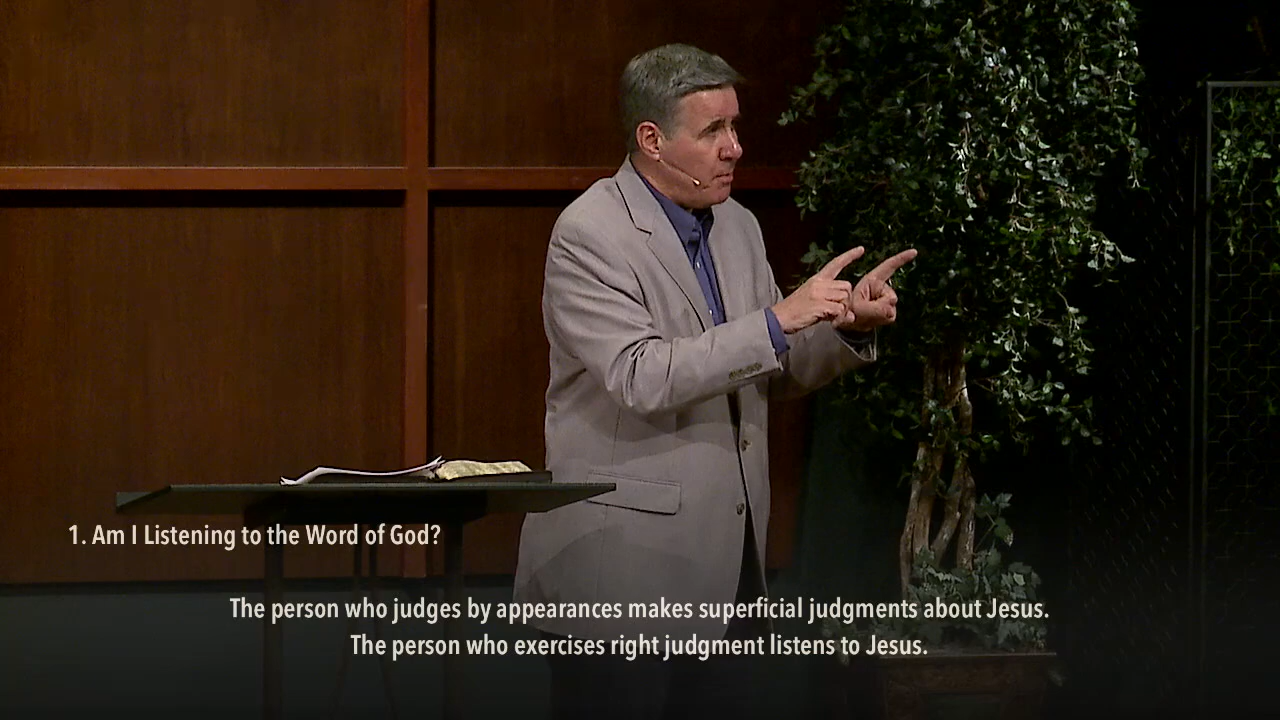 1. Am I Listening to the Word of God?
The person who judges by appearances makes superficial judgments about Jesus.
The person who exercises right judgment listens to Jesus.